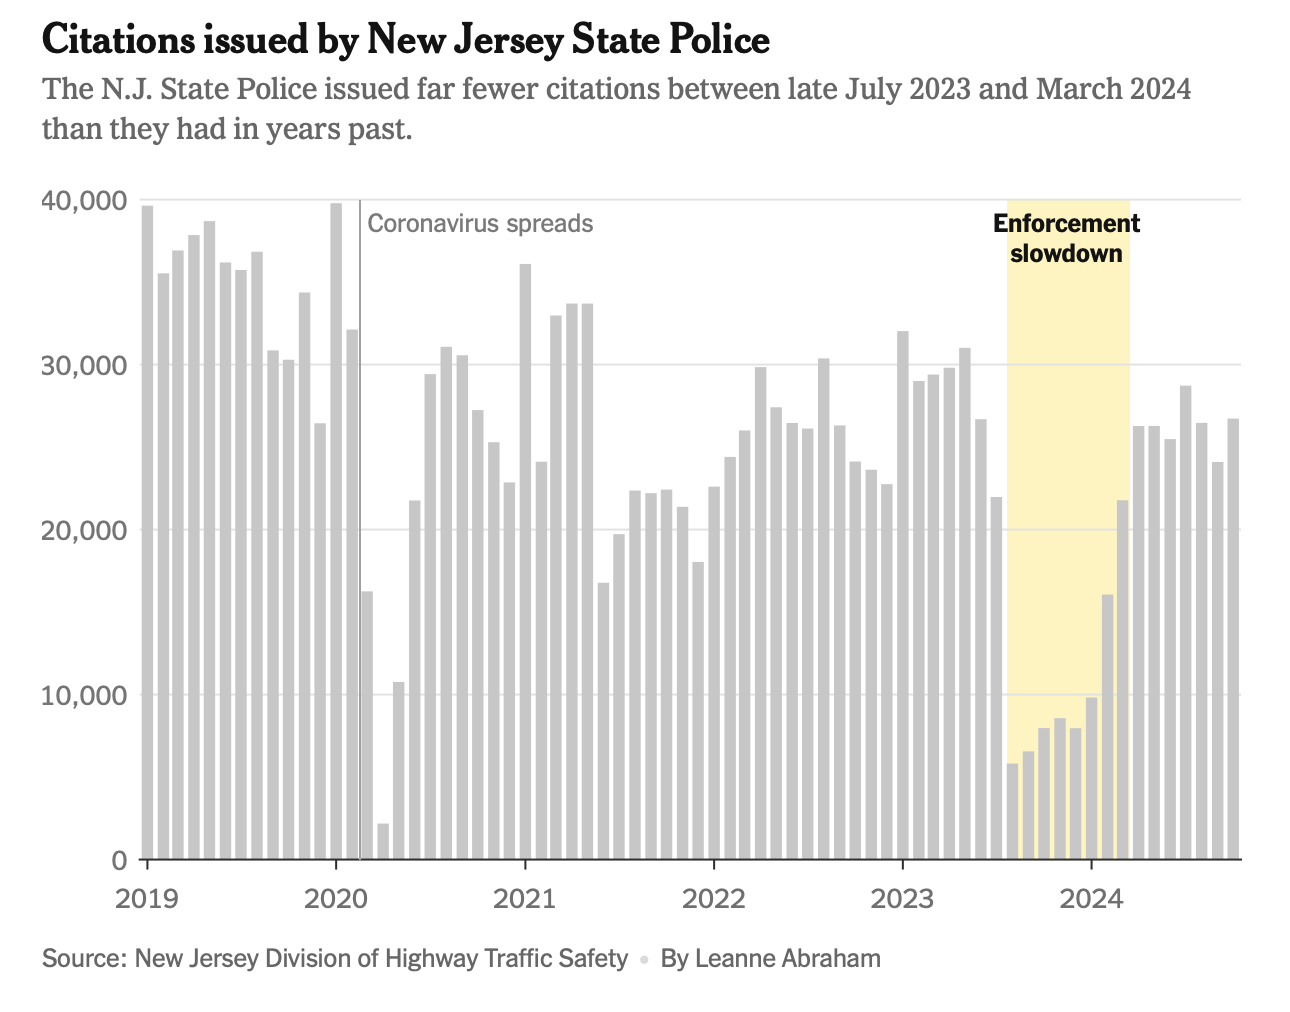 Citations issued by New Jersey State Police
The N.J. State Police issued far fewer citations between late July 2023 and March 2024
than they had in years past.
40,000
Coronavirus spreads
Enforcement
slowdown
30,000
20,000
10,000
0
2019
2020
2021
2022
2023
2024
Source: New Jersey Division of Highway Traffic Safety • By Leanne Abraham